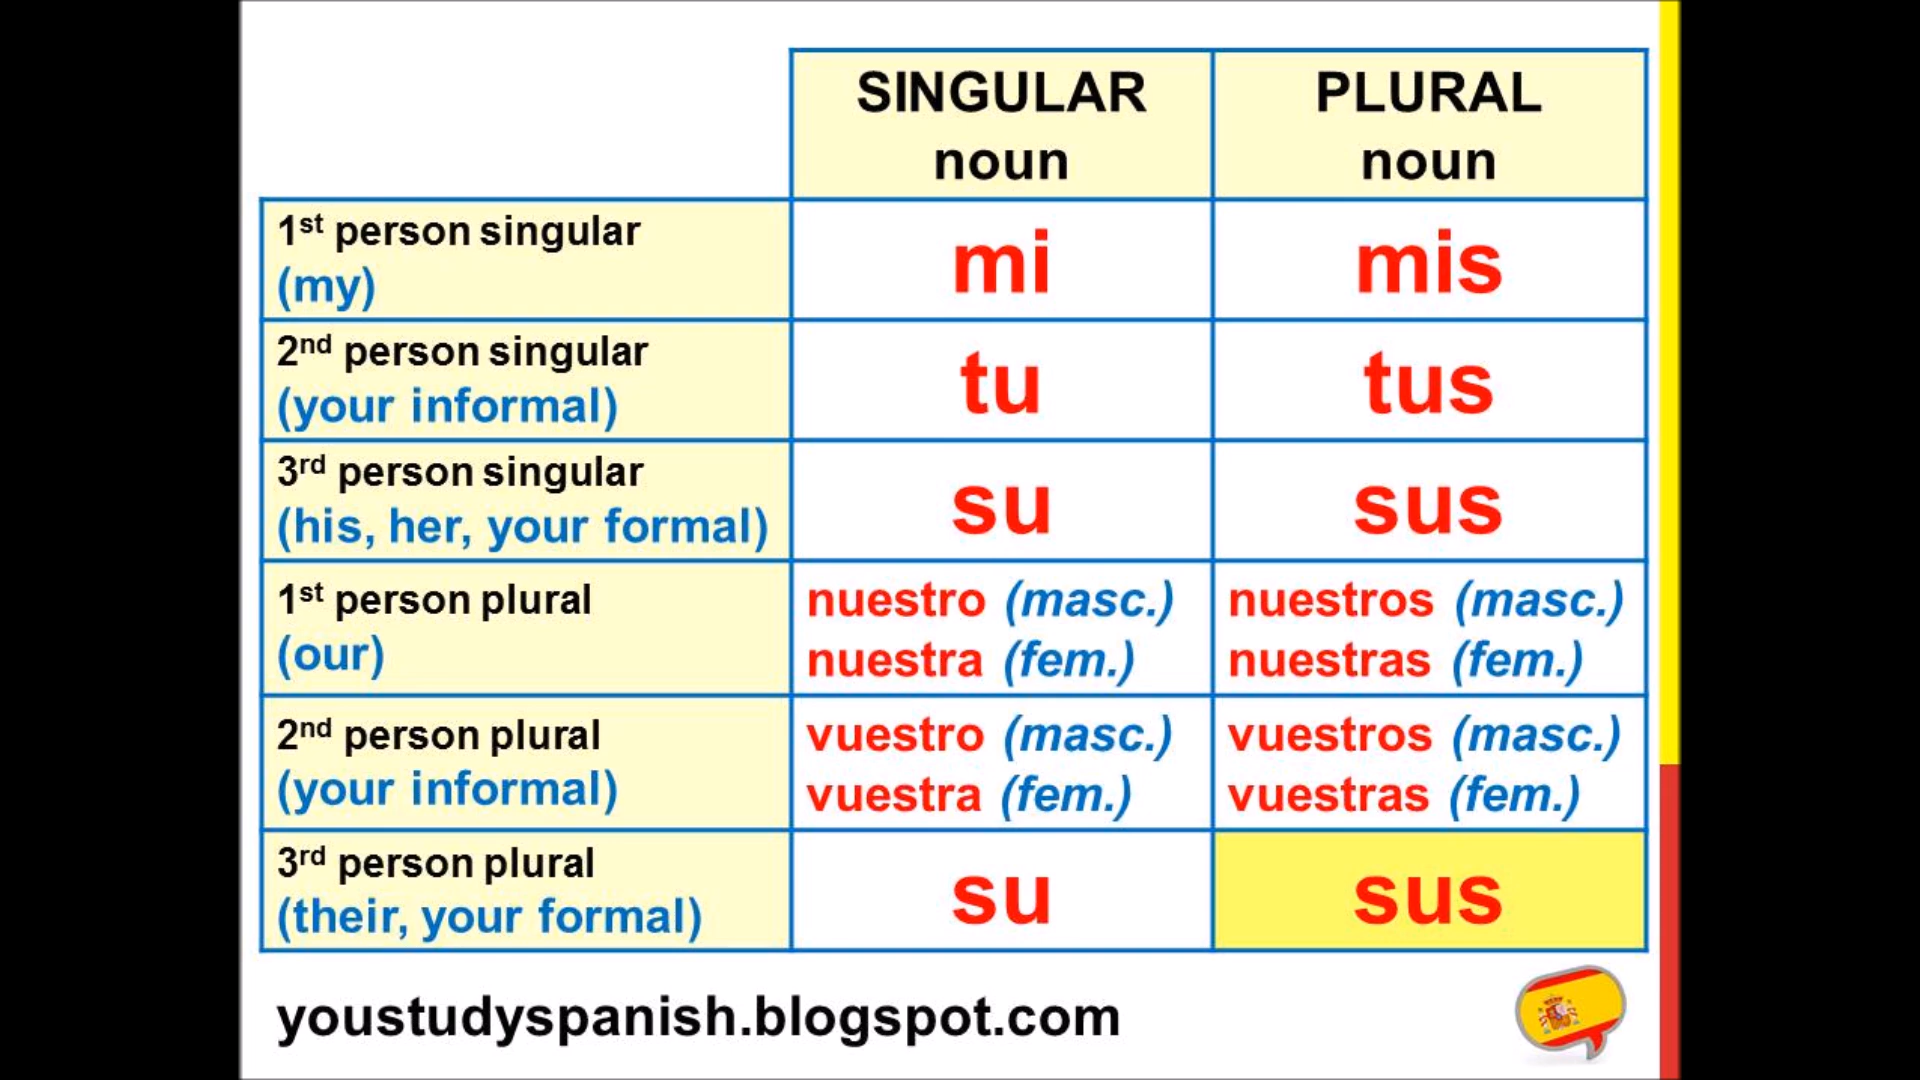 SINGULAR
noun
PLURAL
noun
1st person singular
(my)
mi
mis
2nd person singular
(your informal)
tu
tus
3rd person singular
(his, her, your formal)
su
sus
1st person plural
(our)
nuestro (masc.)
nuestra (fem.)
nuestros (masc.)
nuestras (fem.)
2nd person plural
(your informal)
vuestro (masc.)
vuestra (fem.)
vuestros (masc.)
vuestras (fem.)
3rd person plural
(their, your formal)
su
sus
youstudyspanish.blogspot.com